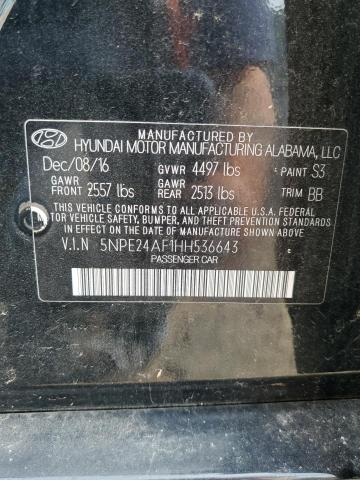 MANUFACTURED BY
HYUNDAI MOTOR MANUFACTURING ALABAMA, LLC
Dec/08/16 GVWR 4497 lbs PAINT S3
GAWR FRONT 2557 lbs GAWR REAR 2513 lbs TRIM BB
THIS VEHICLE CONFORMS TO ALL APPLICABLE U.S. FEDERAL
SAFETY, BUMPER, AND THEFT PREVENTION STANDARDS
IN EFFECT ON THE DATE OF MANUFACTURE SHOWN ABOVE.
V.I.N 5NPE24AF1HH536643
PASSENGER CAR